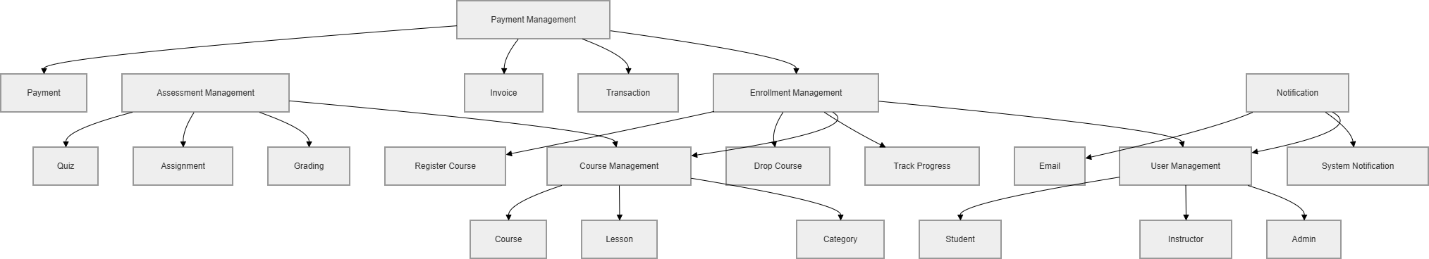 Payment Management
Payment
Assessment Management
Invoice
Transaction
Enrollment Management
Notification
Quiz
Assignment
Grading
Register Course
Course Management
Drop Course
Track Progress
Email
User Management
System Notification
Course
Lesson
Category
Student
Instructor
Admin